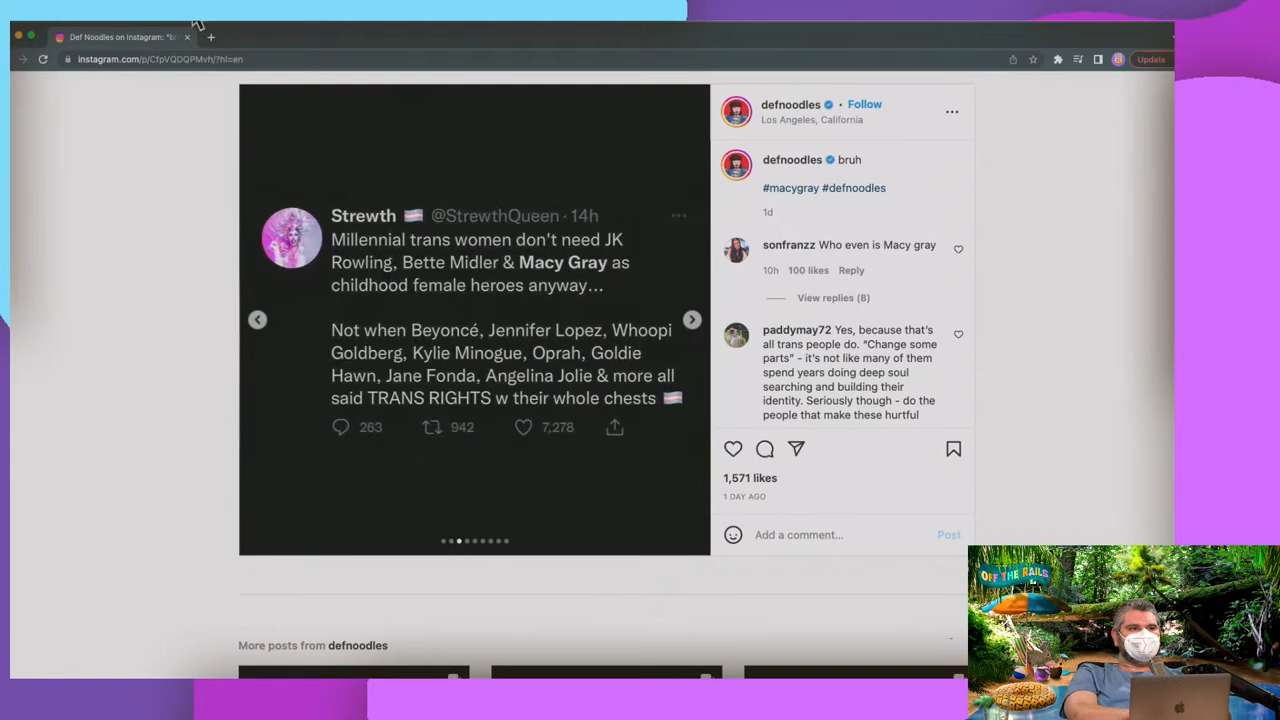 Def Noodles on Instagram: "br
instagram.com/p/CfpVQDQPMvh/?hl=en
Update
Strewth @StrewthQueen · 14h
Millennial trans women don't need JK
Rowling, Bette Midler & Macy Gray as
childhood female heroes anyway...
Not when Beyoncé, Jennifer Lopez, Whoopi
Goldberg, Kylie Minogue, Oprah, Goldie
Hawn, Jane Fonda, Angelina Jolie & more all
said TRANS RIGHTS w their whole chests
263 942 7,278
defnoodles · Follow
Los Angeles, California
defnoodles bruh
#macygray #defnoodles
1d
sonfranzz Who even is Macy gray
10h 100 likes Reply
View replies (8)
paddymay72 Yes, because that's
all trans people do. “Change some
parts” - it's not like many of them
spend years doing deep soul
searching and building their
identity. Seriously though - do the
people that make these hurtful
1,571 likes
1 DAY AGO
Add a comment... Post
More posts from defnoodles
OFF THE RAILS